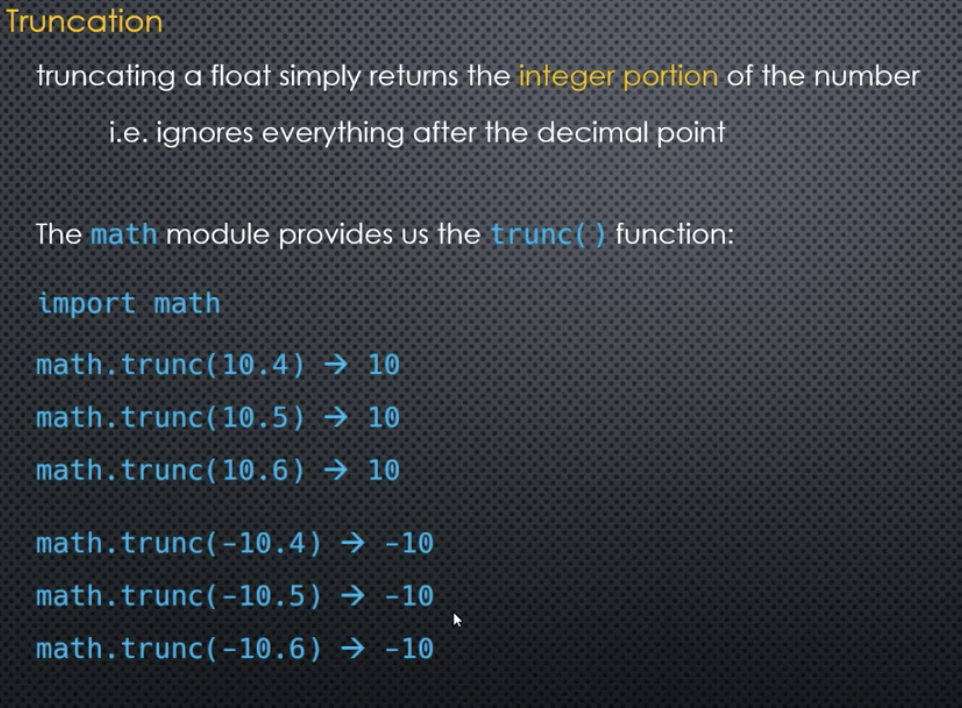 Truncation
truncating a float simply returns the integer portion of the number
i.e. ignores everything after the decimal point
The math module provides us the trunc() function:
import math
math.trunc(10.4) → 10
math.trunc(10.5) → 10
math.trunc(10.6) → 10
math.trunc(-10.4) → -10
math.trunc(-10.5) → -10
math.trunc(-10.6) → -10